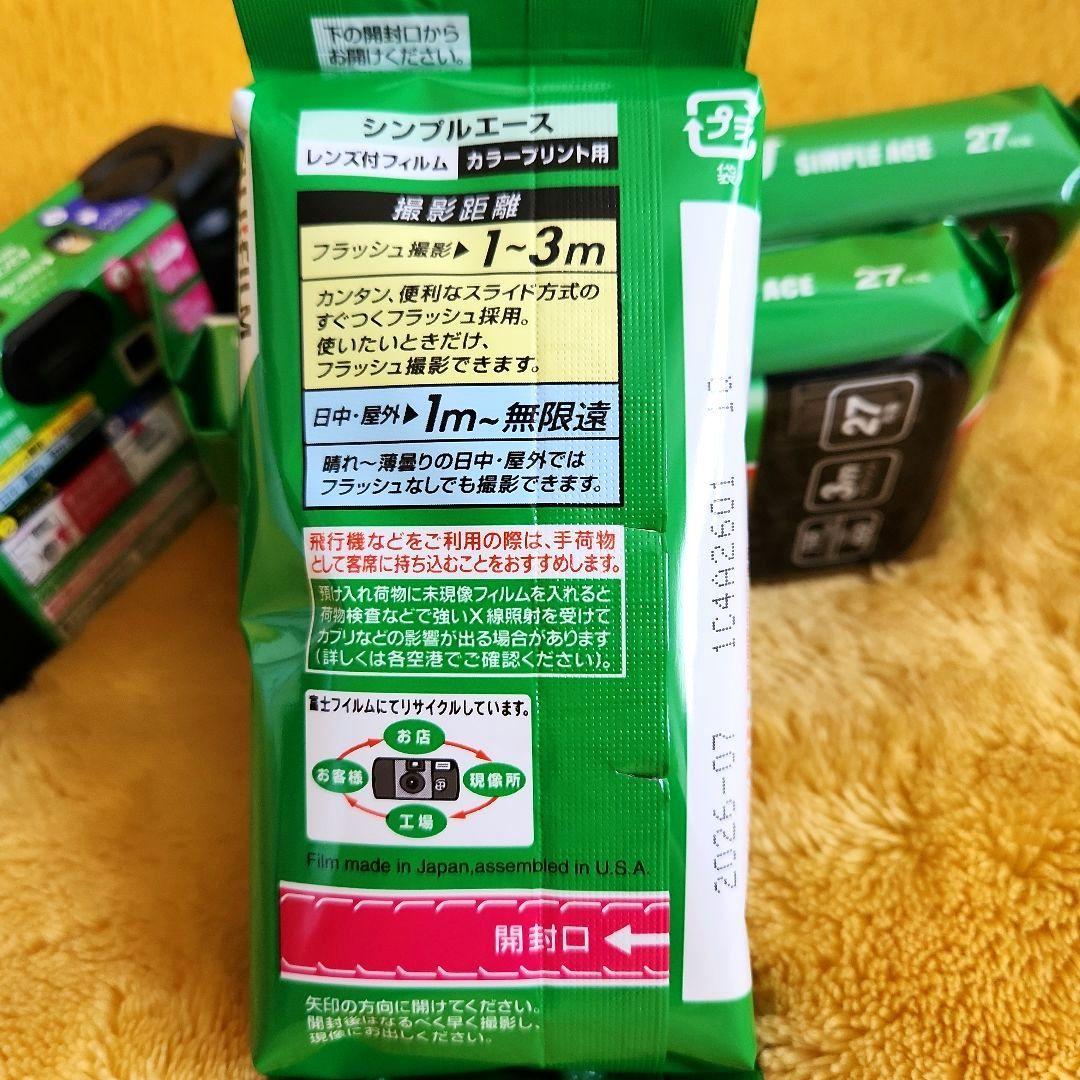 下の開封口から
お開けください。
シンプルエース
レンズ付フィルム カラープリント用
撮影距離
フラッシュ撮影▶1~3m
カンタン、便利なスライド方式の
すぐつくフラッシュ採用。
使いたいときだけ、
フラッシュ撮影できます。
日中・屋外▶1m~無限遠
晴れ~薄曇りの日中・屋外では
フラッシュなしでも撮影できます。
飛行機などをご利用の際は、手荷物
として客席に持ち込むことをおすすめします。
預け入れ荷物に未現像フィルムを入れると
荷物検査などで強いX線照射を受けて
カブリなどの影響が出る場合があります
(詳しくは各空港でご確認ください)。
富士フイルムにてリサイクルしています。
お店
お客様
現像所
工場
Film made in Japan,assembled in U.S.A.
開封口
矢印の方向に開けてください。
開封後はなるべく早く撮影し、
現像にお出しください。
プラ
袋
2026-07 1C4A2601
SIMPLE ACE 27
ACE 27
27
3m